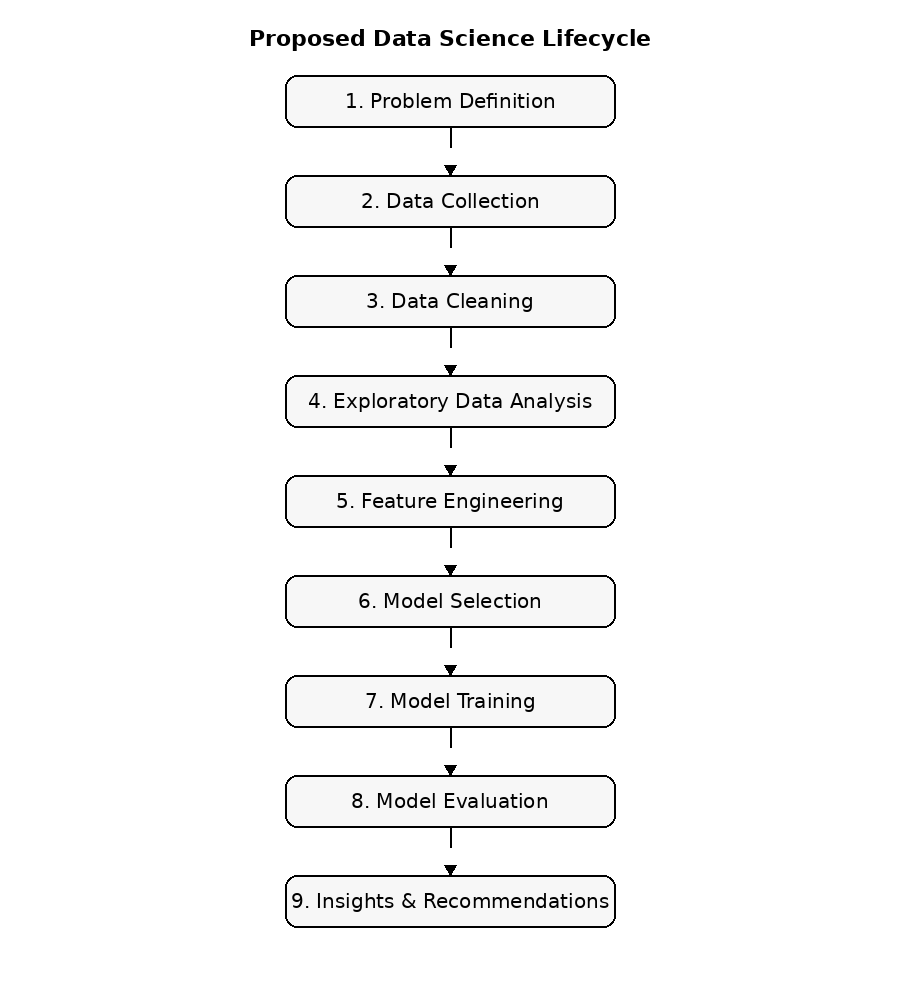 Proposed Data Science Lifecycle
1. Problem Definition
2. Data Collection
3. Data Cleaning
4. Exploratory Data Analysis
5. Feature Engineering
6. Model Selection
7. Model Training
8. Model Evaluation
9. Insights & Recommendations